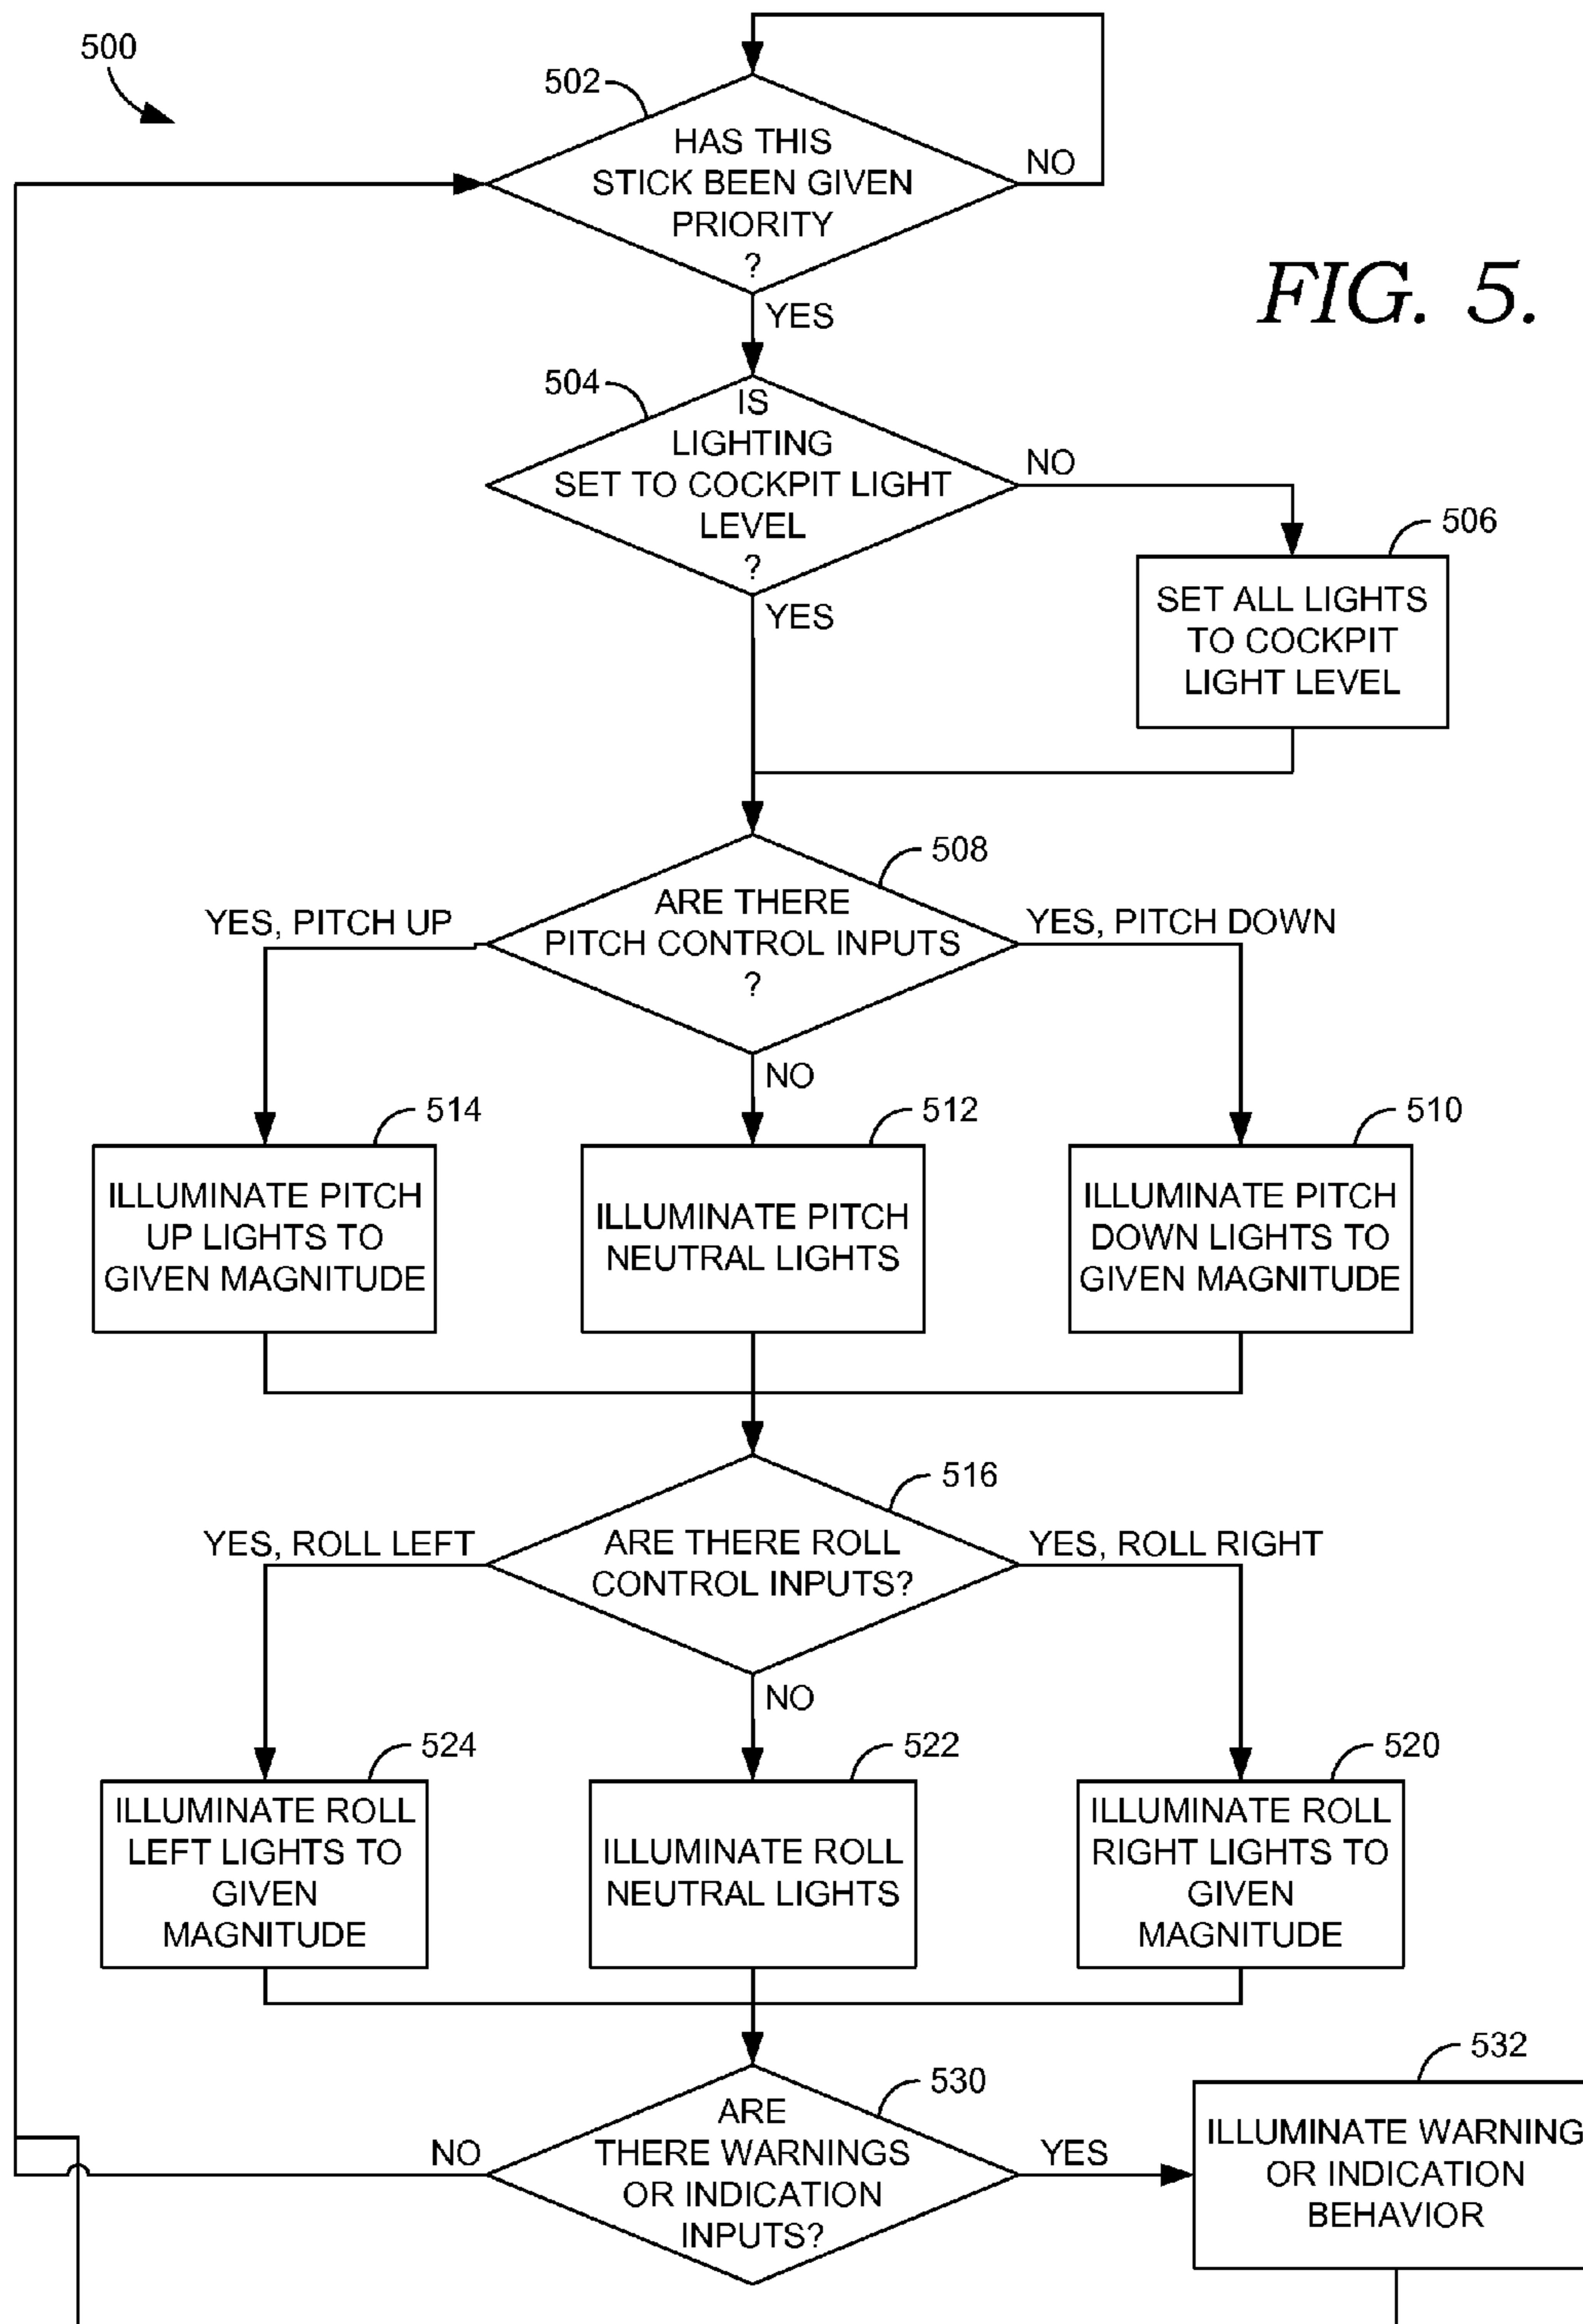 500
502
HAS THIS
STICK BEEN GIVEN
PRIORITY
?
NO
YES
FIG. 5.
504
IS
LIGHTING
SET TO COCKPIT LIGHT
LEVEL
?
NO
YES
506
SET ALL LIGHTS
TO COCKPIT
LIGHT LEVEL
508
ARE THERE
PITCH CONTROL INPUTS
?
YES, PITCH UP
YES, PITCH DOWN
NO
514
ILLUMINATE PITCH
UP LIGHTS TO
GIVEN MAGNITUDE
512
ILLUMINATE PITCH
NEUTRAL LIGHTS
510
ILLUMINATE PITCH
DOWN LIGHTS TO
GIVEN MAGNITUDE
516
ARE THERE ROLL
CONTROL INPUTS?
YES, ROLL LEFT
YES, ROLL RIGHT
NO
524
ILLUMINATE ROLL
LEFT LIGHTS TO
GIVEN
MAGNITUDE
522
ILLUMINATE ROLL
NEUTRAL LIGHTS
520
ILLUMINATE ROLL
RIGHT LIGHTS TO
GIVEN
MAGNITUDE
530
ARE
THERE WARNINGS
OR INDICATION
INPUTS?
NO
YES
532
ILLUMINATE WARNING
OR INDICATION
BEHAVIOR